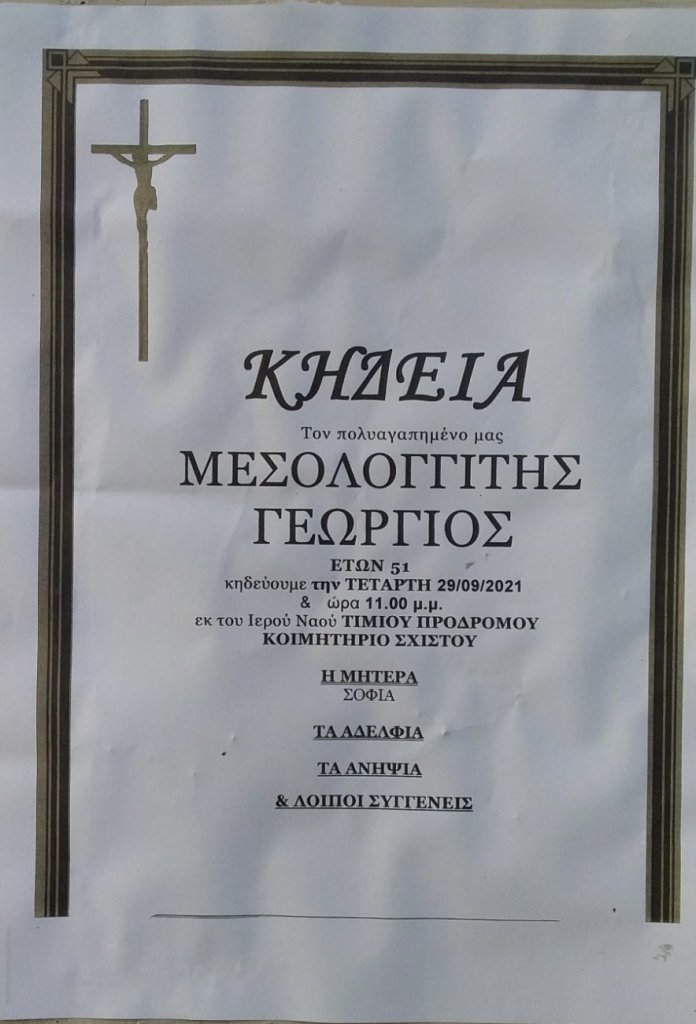 ΚΗΔΕΙΑ
Τον πολυαγαπημένο μας
ΜΕΣΟΛΟΓΓΙΤΗΣ
ΓΕΩΡΓΙΟΣ
ΕΤΩΝ 51
κηδεύουμε την ΤΕΤΑΡΤΗ 29/09/2021
& ώρα 11.00 μ.μ.
εκ του Ιερού Ναού ΤΙΜΙΟΥ ΠΡΟΔΡΟΜΟΥ
ΚΟΙΜΗΤΗΡΙΟ ΣΧΙΣΤΟΥ
Η ΜΗΤΕΡΑ
ΣΟΦΙΑ
ΤΑ ΑΔΕΛΦΙΑ
ΤΑ ΑΝΗΨΙΑ
& ΛΟΙΠΟΙ ΣΥΓΓΕΝΕΙΣ